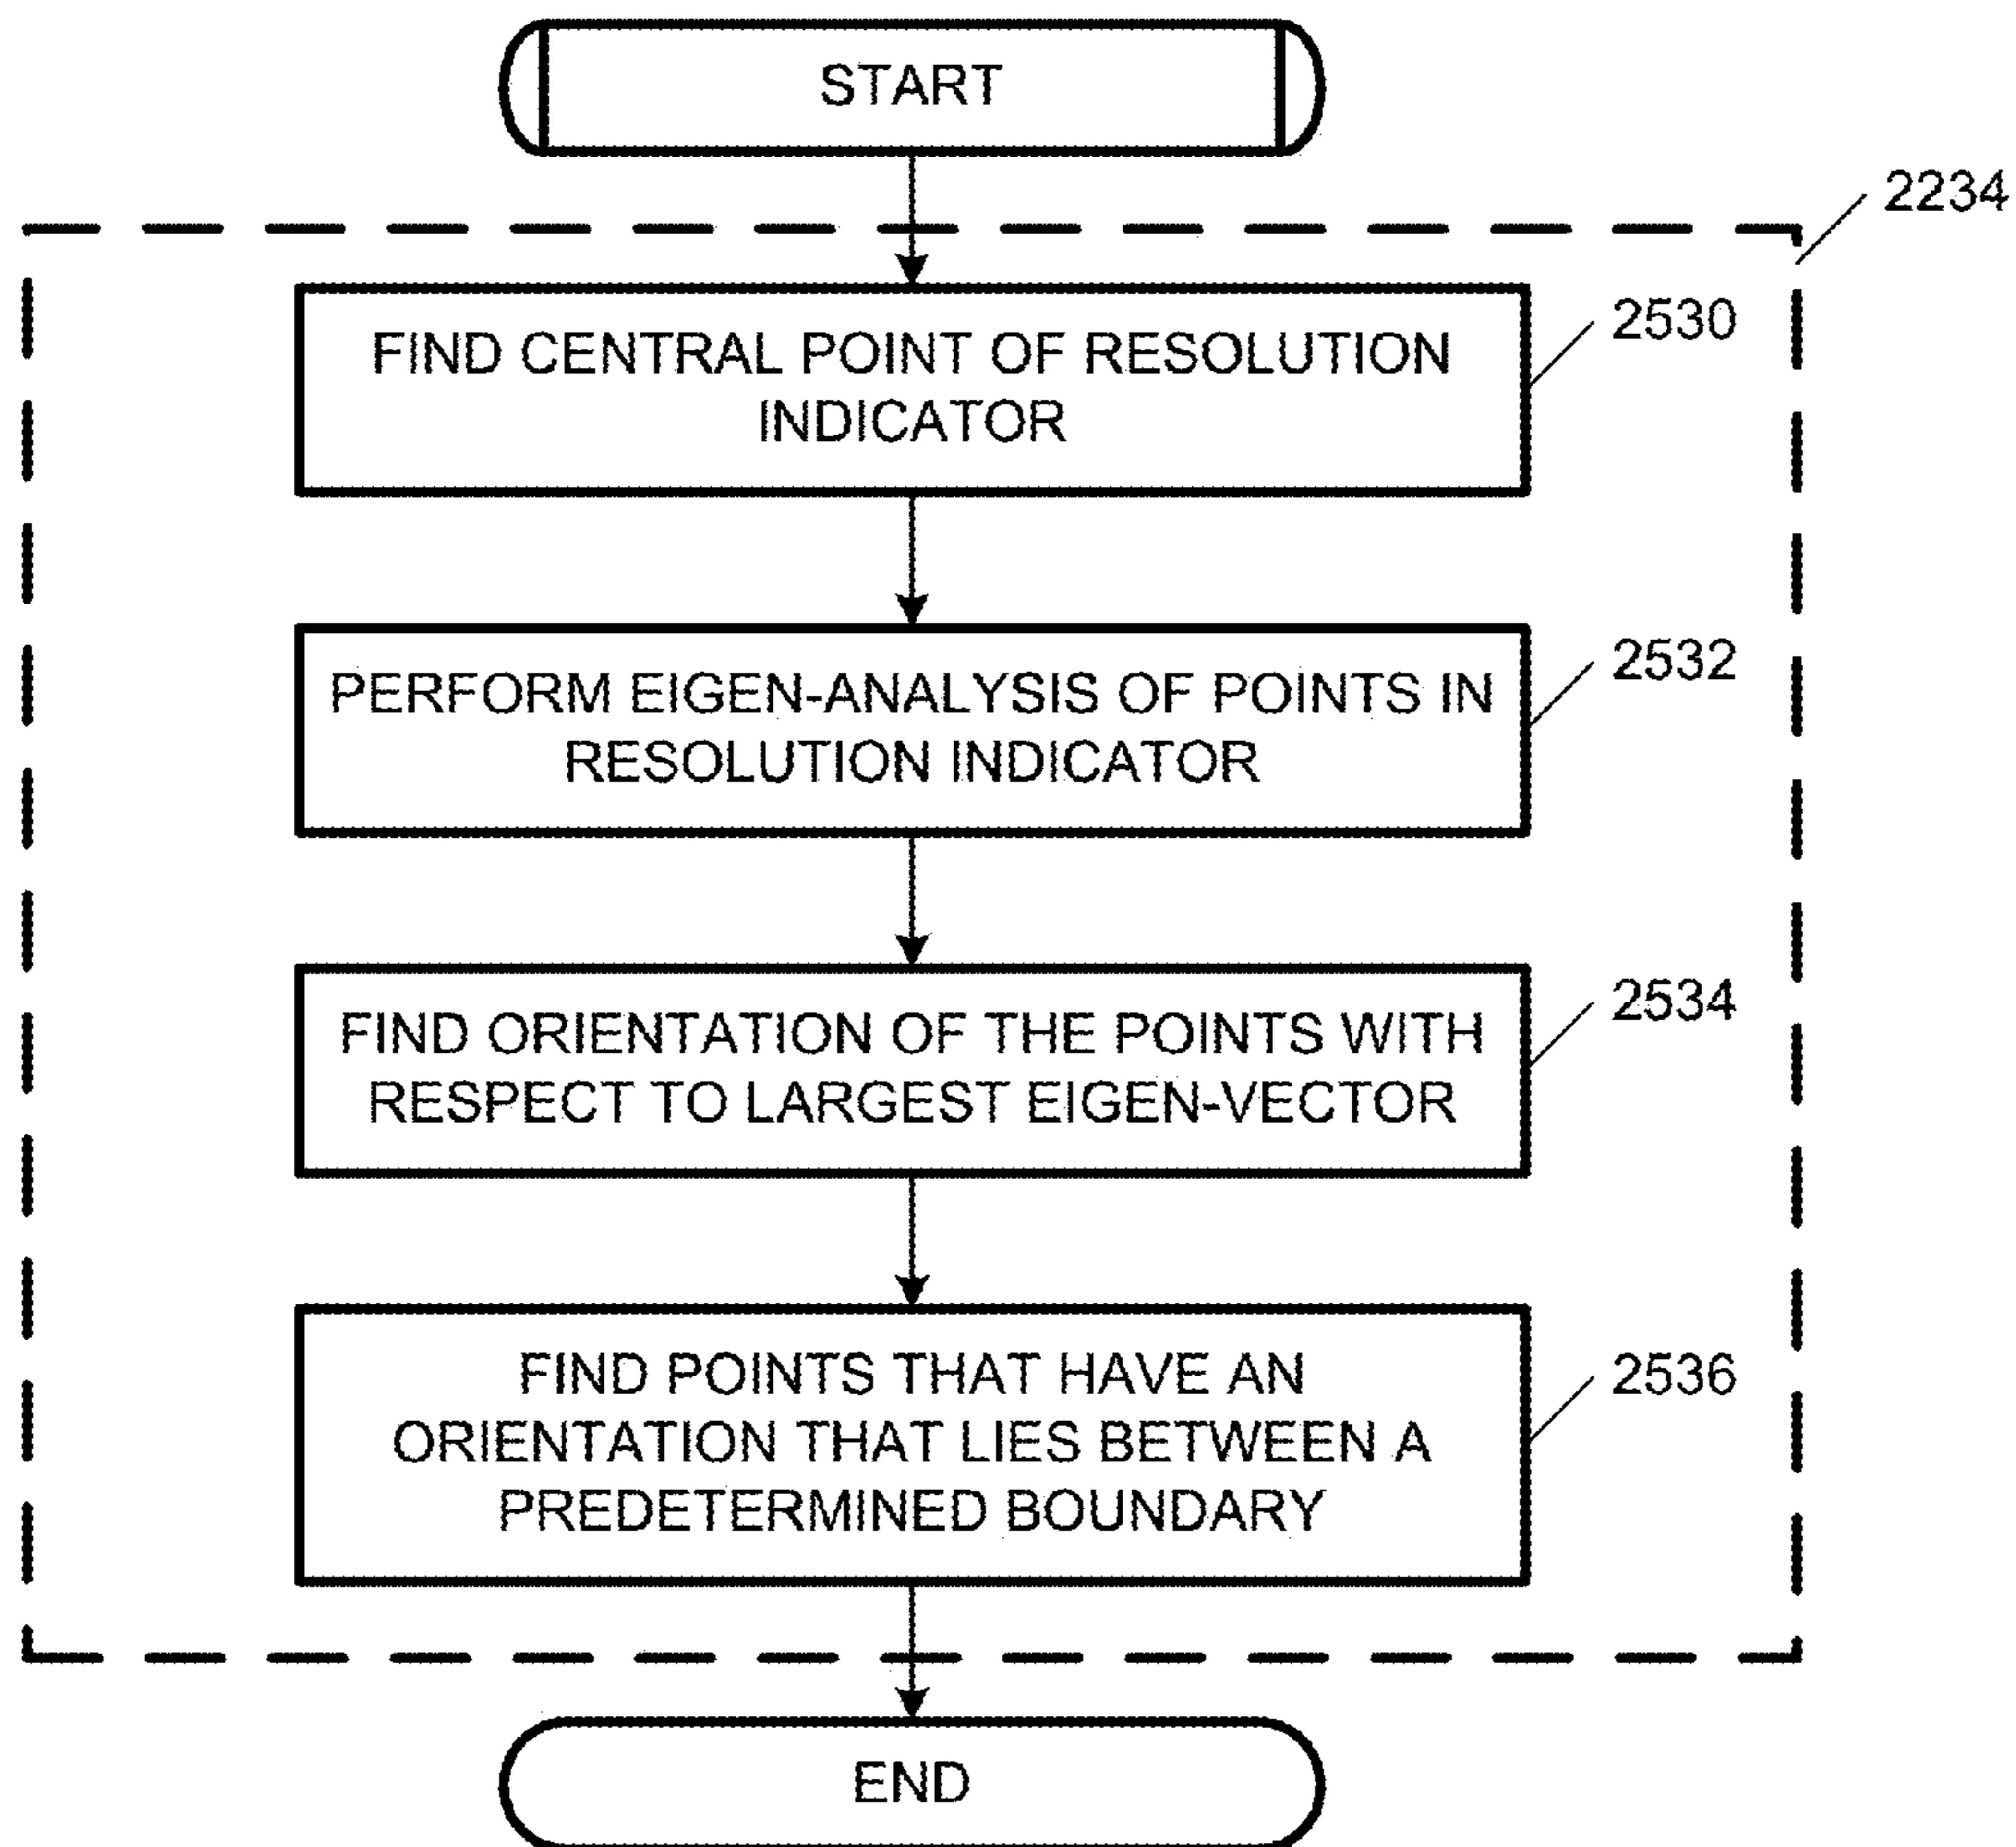 START
2234
FIND CENTRAL POINT OF RESOLUTION
INDICATOR
2530
PERFORM EIGEN-ANALYSIS OF POINTS IN
RESOLUTION INDICATOR
2532
FIND ORIENTATION OF THE POINTS WITH
RESPECT TO LARGEST EIGEN-VECTOR
2534
FIND POINTS THAT HAVE AN
ORIENTATION THAT LIES BETWEEN A
PREDETERMINED BOUNDARY
2536
END